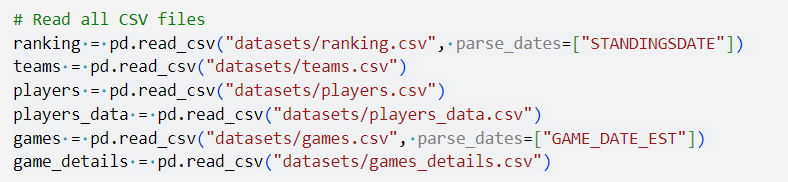 # Read all CSV files
ranking = pd.read_csv("datasets/ranking.csv", parse_dates=["STANDINGSDATE"])
teams = pd.read_csv("datasets/teams.csv")
players = pd.read_csv("datasets/players.csv")
players_data = pd.read_csv("datasets/players_data.csv")
games = pd.read_csv("datasets/games.csv", parse_dates=["GAME_DATE_EST"])
game_details = pd.read_csv("datasets/games_details.csv")